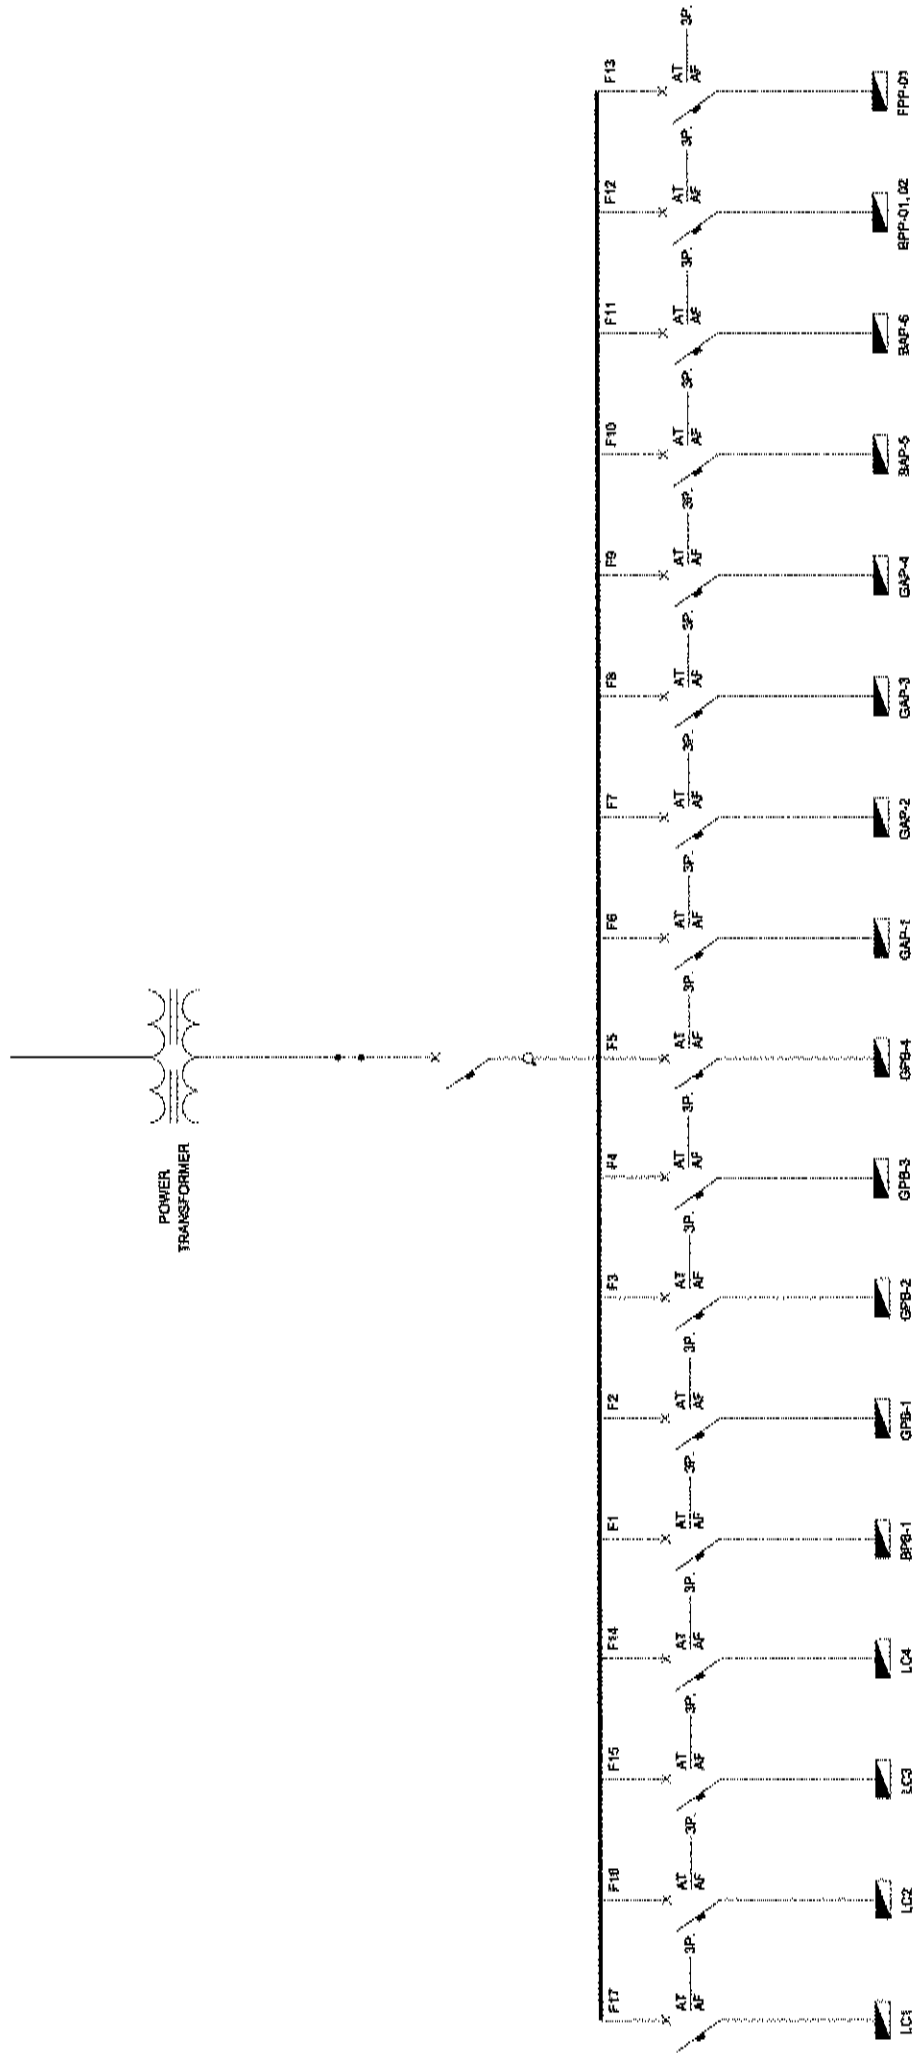 POWER
TRANSFORMER
F17
F16
F15
F14
F1
F2
F3
F4
F5
F6
F7
F8
F9
F10
F11
F12
F13
AT
AF
3P.
AT
AF
3P.
AT
AF
3P.
AT
AF
3P.
AT
AF
3P.
AT
AF
3P.
AT
AF
3P.
AT
AF
3P.
AT
AF
3P.
AT
AF
3P.
AT
AF
3P.
AT
AF
3P.
AT
AF
3P.
AT
AF
3P.
AT
AF
3P.
AT
AF
3P.
AT
AF
3P.
LC1
LC2
LC3
LC4
BPB-1
GPB-1
GPB-2
GPB-3
GPB-4
GAP-1
GAP-2
GAP-3
GAP-4
BAP-5
BAP-6
BPP-01, 02